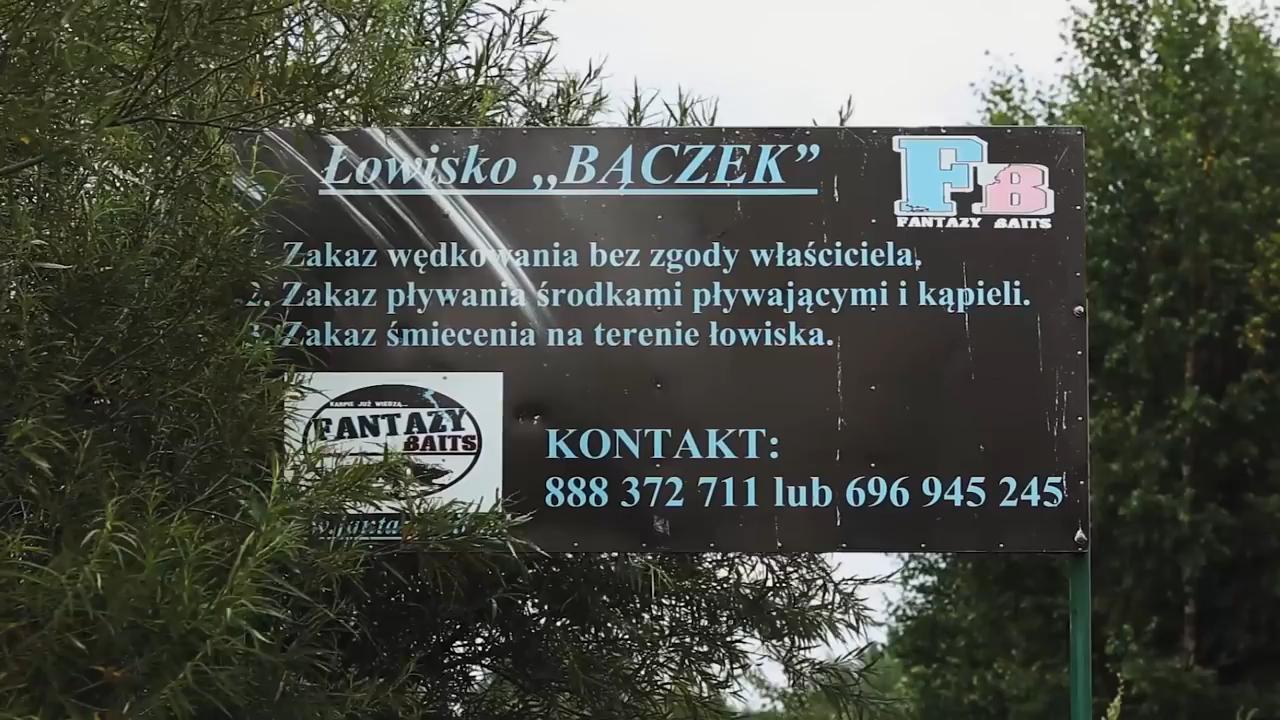 Łowisko ,,BĄCZEK”
FB
FANTAZY BAITS
Zakaz wędkowania bez zgody właściciela,
2. Zakaz pływania środkami pływającymi i kąpieli.
3. Zakaz śmiecenia na terenie łowiska.
KARPIE JUŻ WIEDZĄ...
FANTAZY
BAITS
KONTAKT:
888 372 711 lub 696 945 245